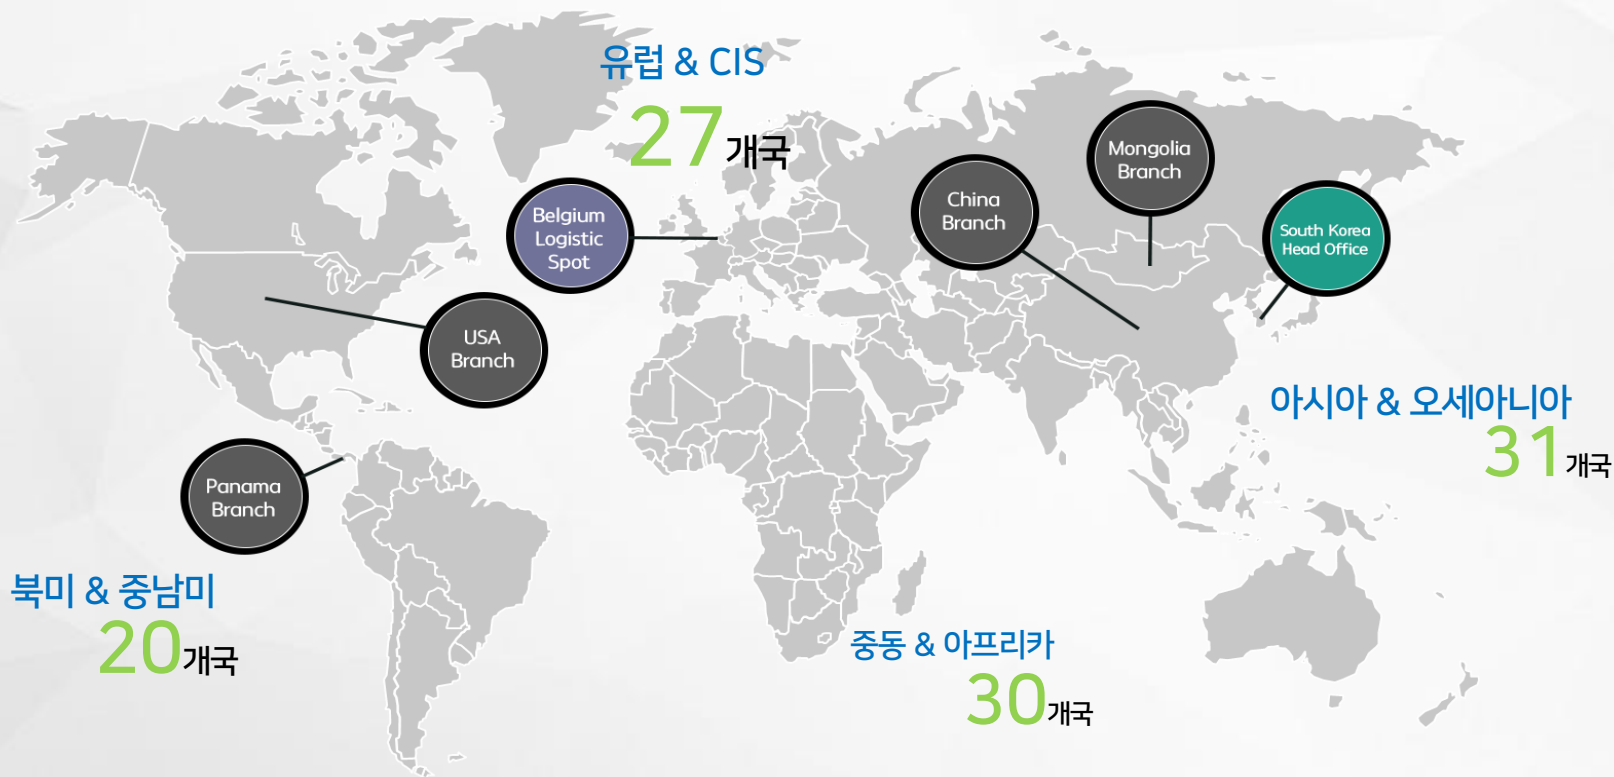 유럽 & CIS
27개국
Mongolia
Branch
China
Branch
Belgium
Logistic
Spot
South Korea
Head Office
USA
Branch
아시아 & 오세아니아
31개국
Panama
Branch
북미 & 중남미
20개국
중동 & 아프리카
30개국